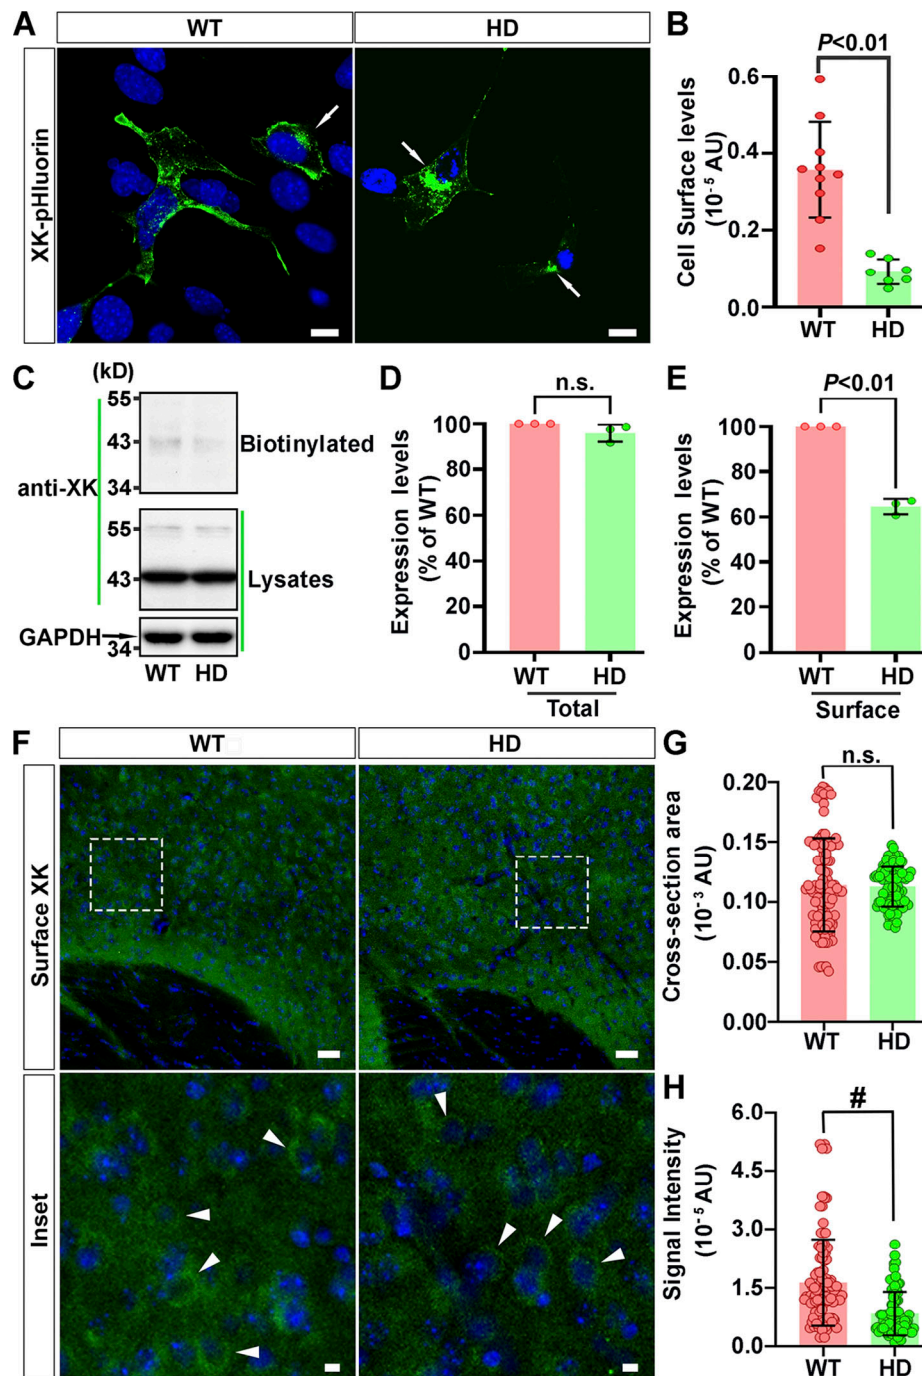 A
WT
HD
XK-pHluorin
B
P<0.01
Cell Surface levels
(10⁻⁵ AU)
0.6
0.4
0.2
0.0
WT
HD
C
(kD)
55
43
34
Biotinylated
anti-XK
55
43
Lysates
GAPDH
34
WT
HD
D
n.s.
Expression levels
(% of WT)
100
80
60
40
20
0
WT
HD
Total
E
P<0.01
Expression levels
(% of WT)
100
80
60
40
20
0
WT
HD
Surface
F
WT
HD
Surface XK
Inset
G
n.s.
Cross-section area
(10⁻³ AU)
0.20
0.15
0.10
0.05
0.00
WT
HD
H
#
Signal Intensity
(10⁻⁵ AU)
6.0
4.5
3.0
1.5
0.0
WT
HD